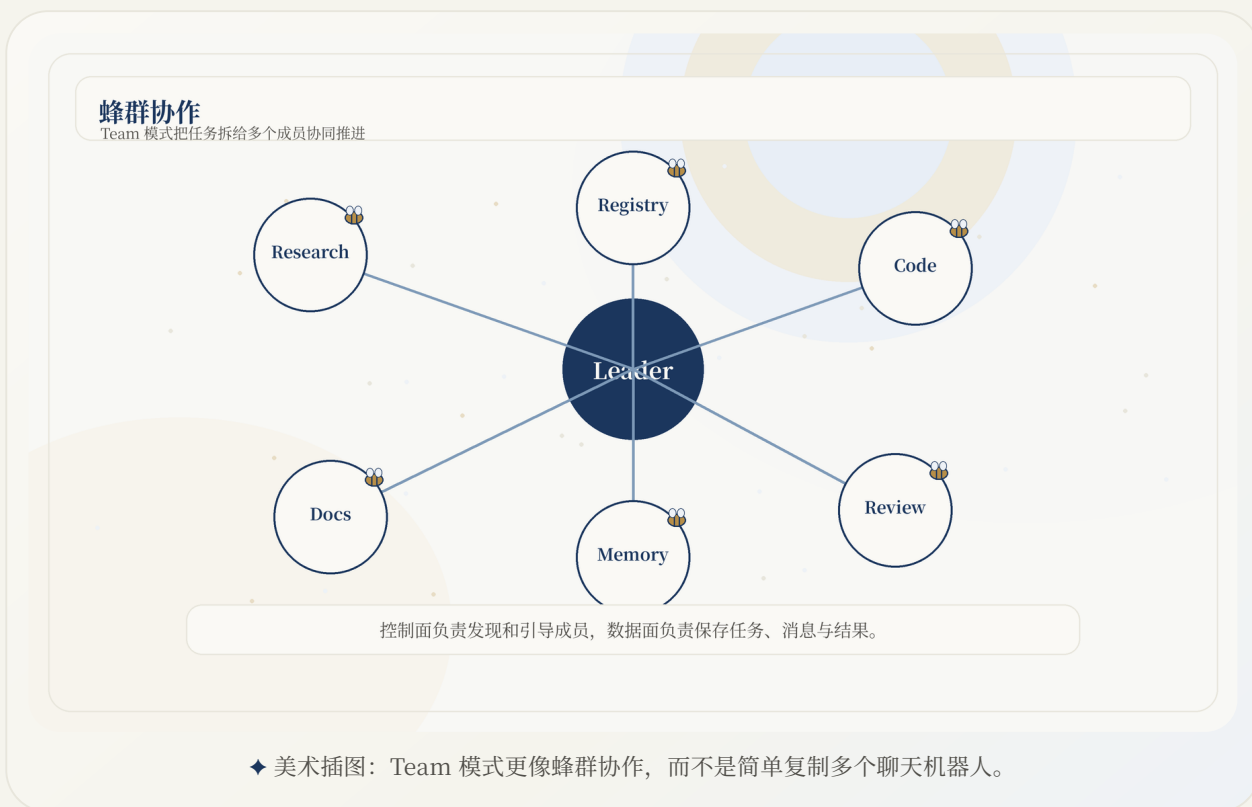 蜂群协作
Team 模式把任务拆给多个成员协同推进
Registry
Research
Code
Leader
Docs
Review
Memory
控制面负责发现和引导成员，数据面负责保存任务、消息与结果。
✦ 美术插图：Team 模式更像蜂群协作，而不是简单复制多个聊天机器人。